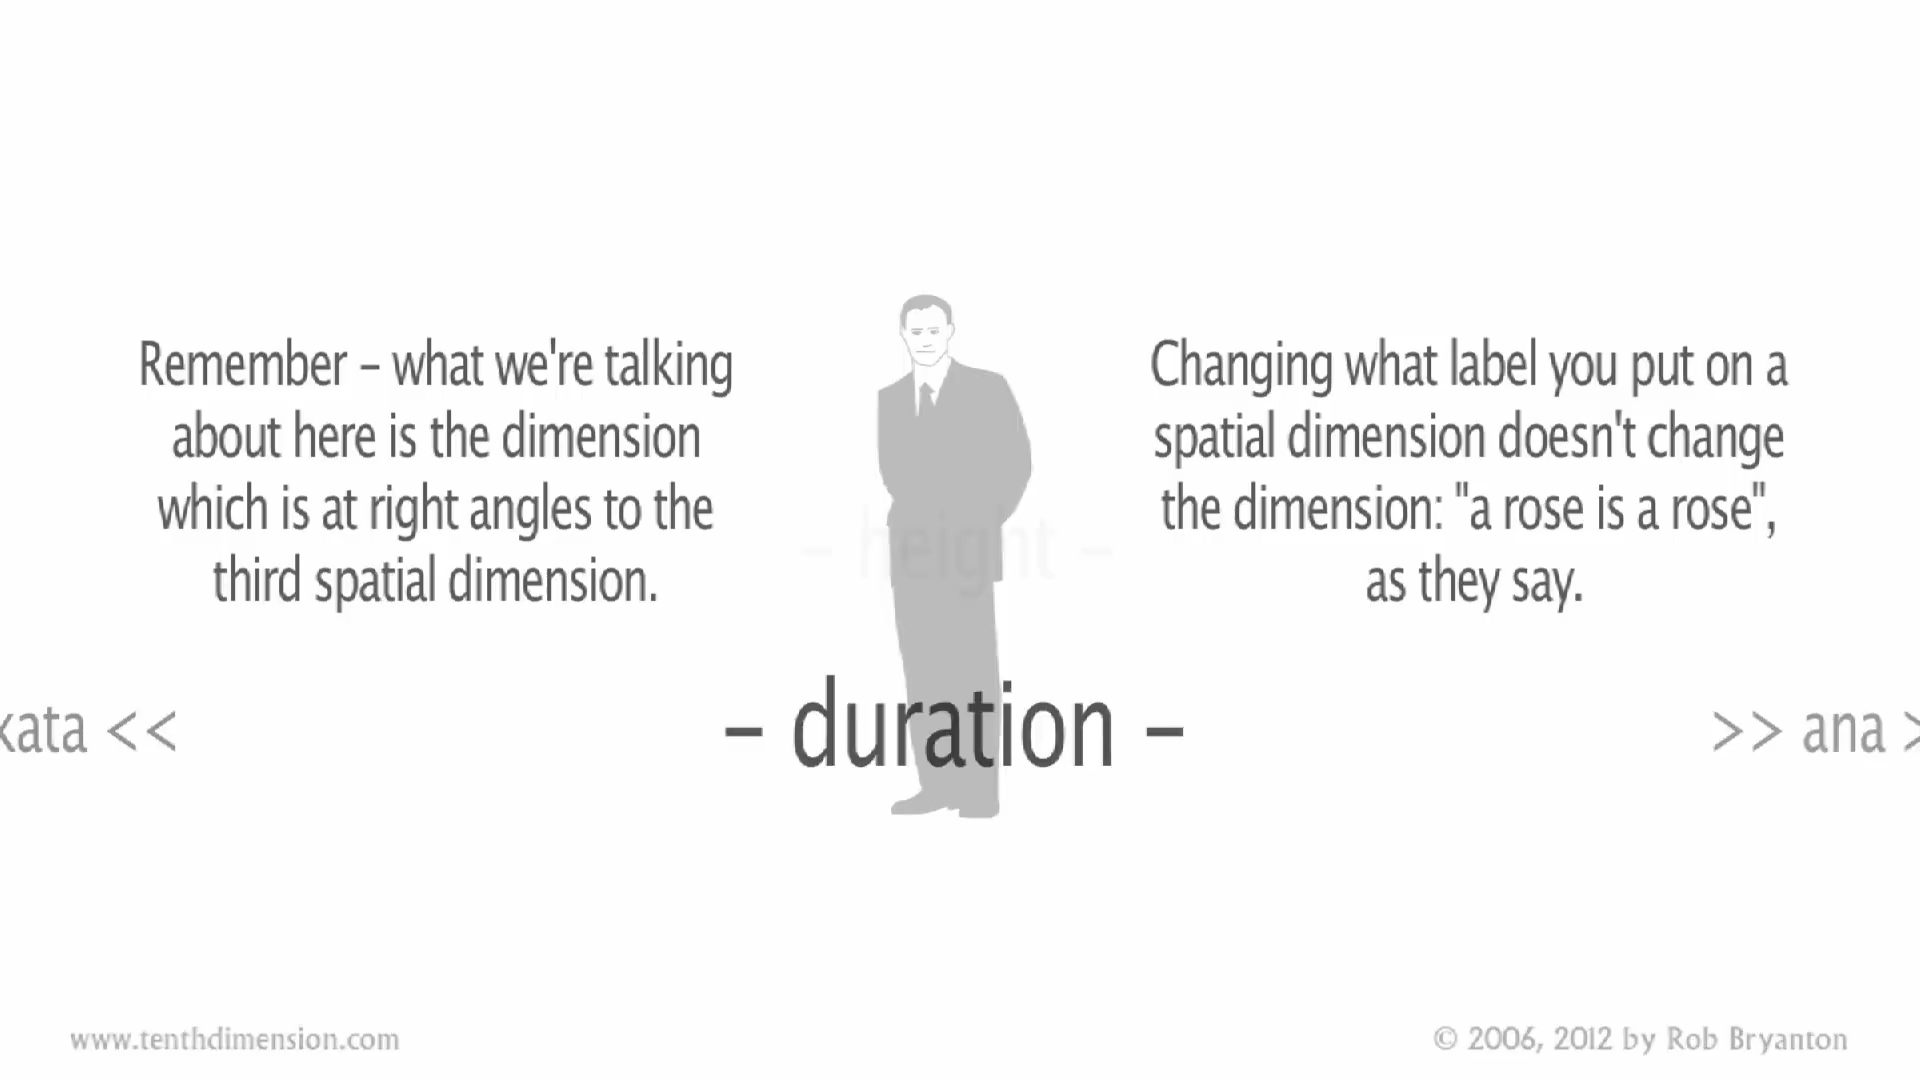 Remember – what we're talking
about here is the dimension
which is at right angles to the
third spatial dimension.
Changing what label you put on a
spatial dimension doesn't change
the dimension: "a rose is a rose",
as they say.
– height –
kata <<
– duration –
>> ana >
www.tenthdimension.com
© 2006, 2012 by Rob Bryanton